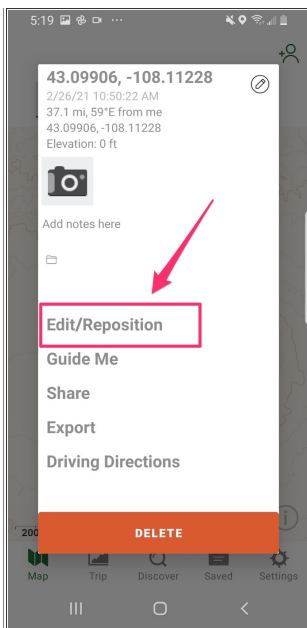 5:19
43.09906, -108.11228
2/26/21 10:50:22 AM
37.1 mi, 59°E from me
43.09906, -108.11228
Elevation: 0 ft
Add notes here
Edit/Reposition
Guide Me
Share
Export
Driving Directions
200
DELETE
Map Trip Discover Saved Settings